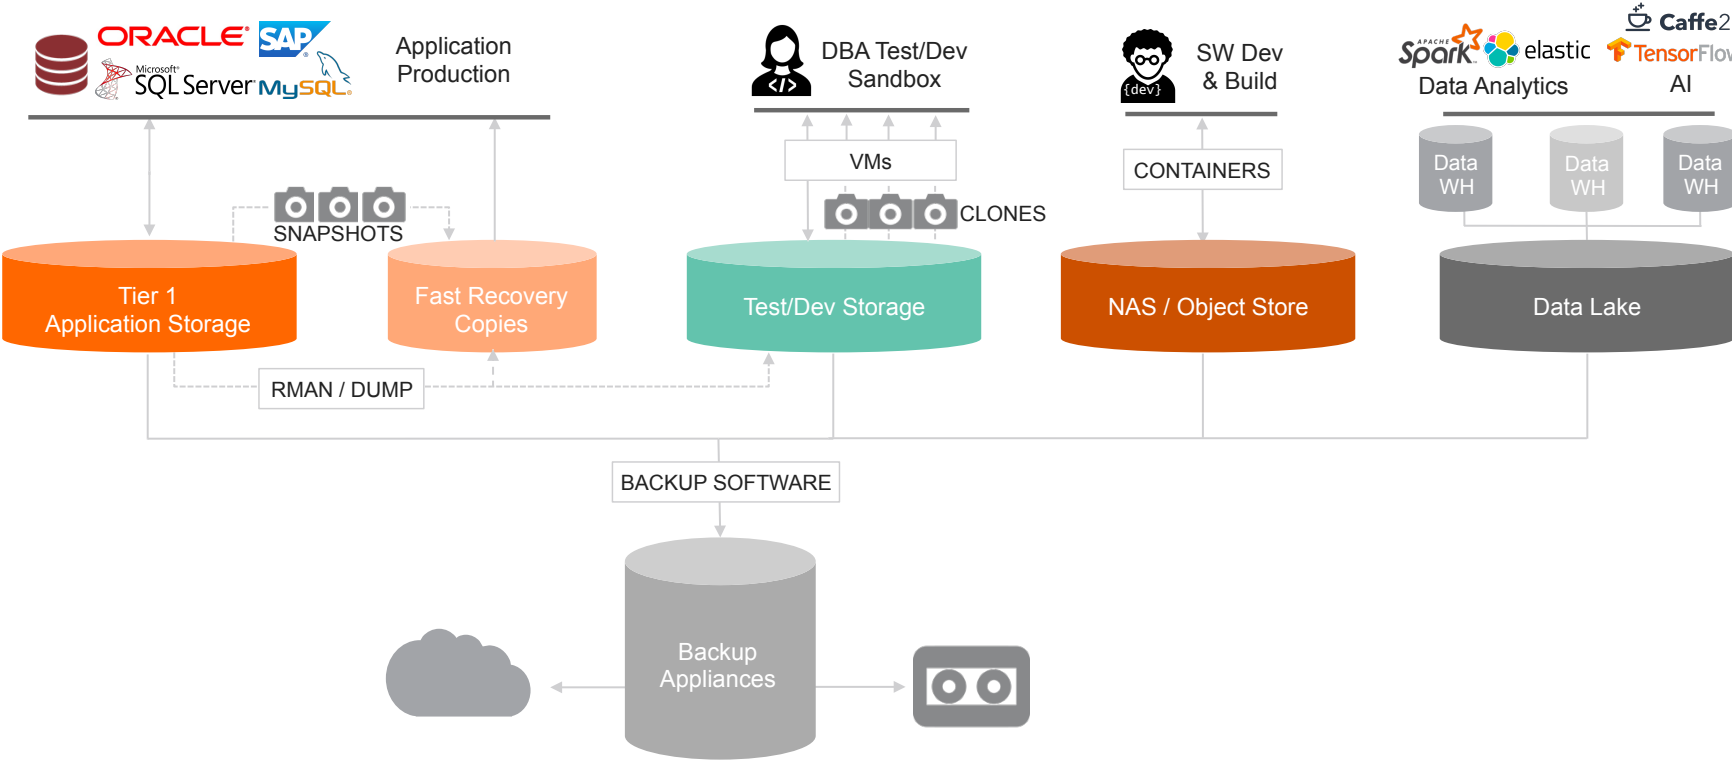 ORACLE
SAP
Microsoft
SQL Server
MySQL
Application
Production
DBA Test/Dev
Sandbox
</>
SW Dev
& Build
{dev}
APACHE
Spark
elastic
Caffe2
TensorFlow
Data Analytics
AI
VMs
CONTAINERS
Data
WH
Data
WH
Data
WH
SNAPSHOTS
CLONES
Tier 1
Application Storage
Fast Recovery
Copies
Test/Dev Storage
NAS / Object Store
Data Lake
RMAN / DUMP
BACKUP SOFTWARE
Backup
Appliances